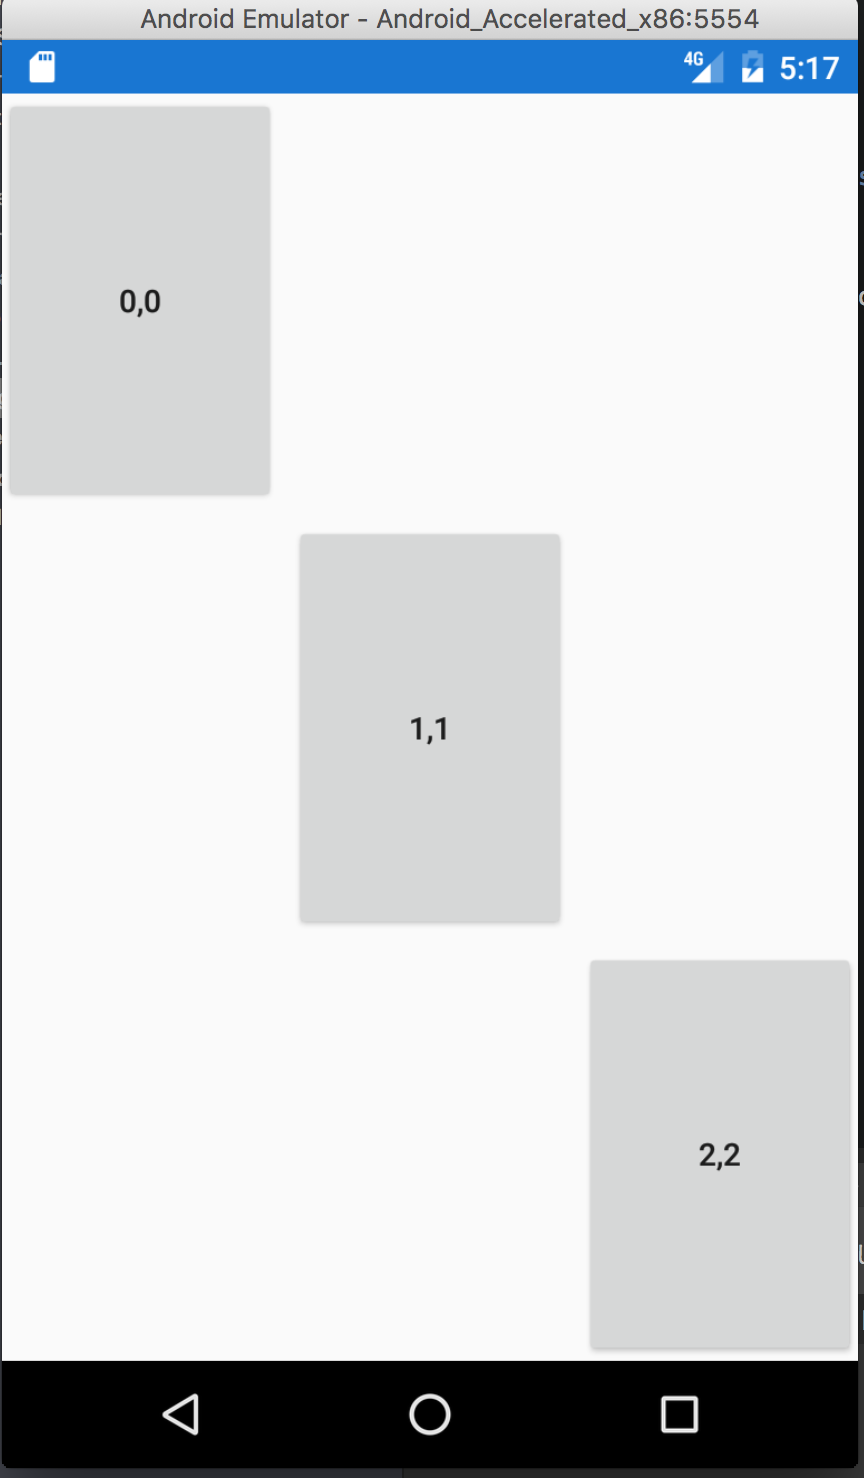 Android Emulator - Android_Accelerated_x86:5554
4G 5:17
0,0
1,1
2,2